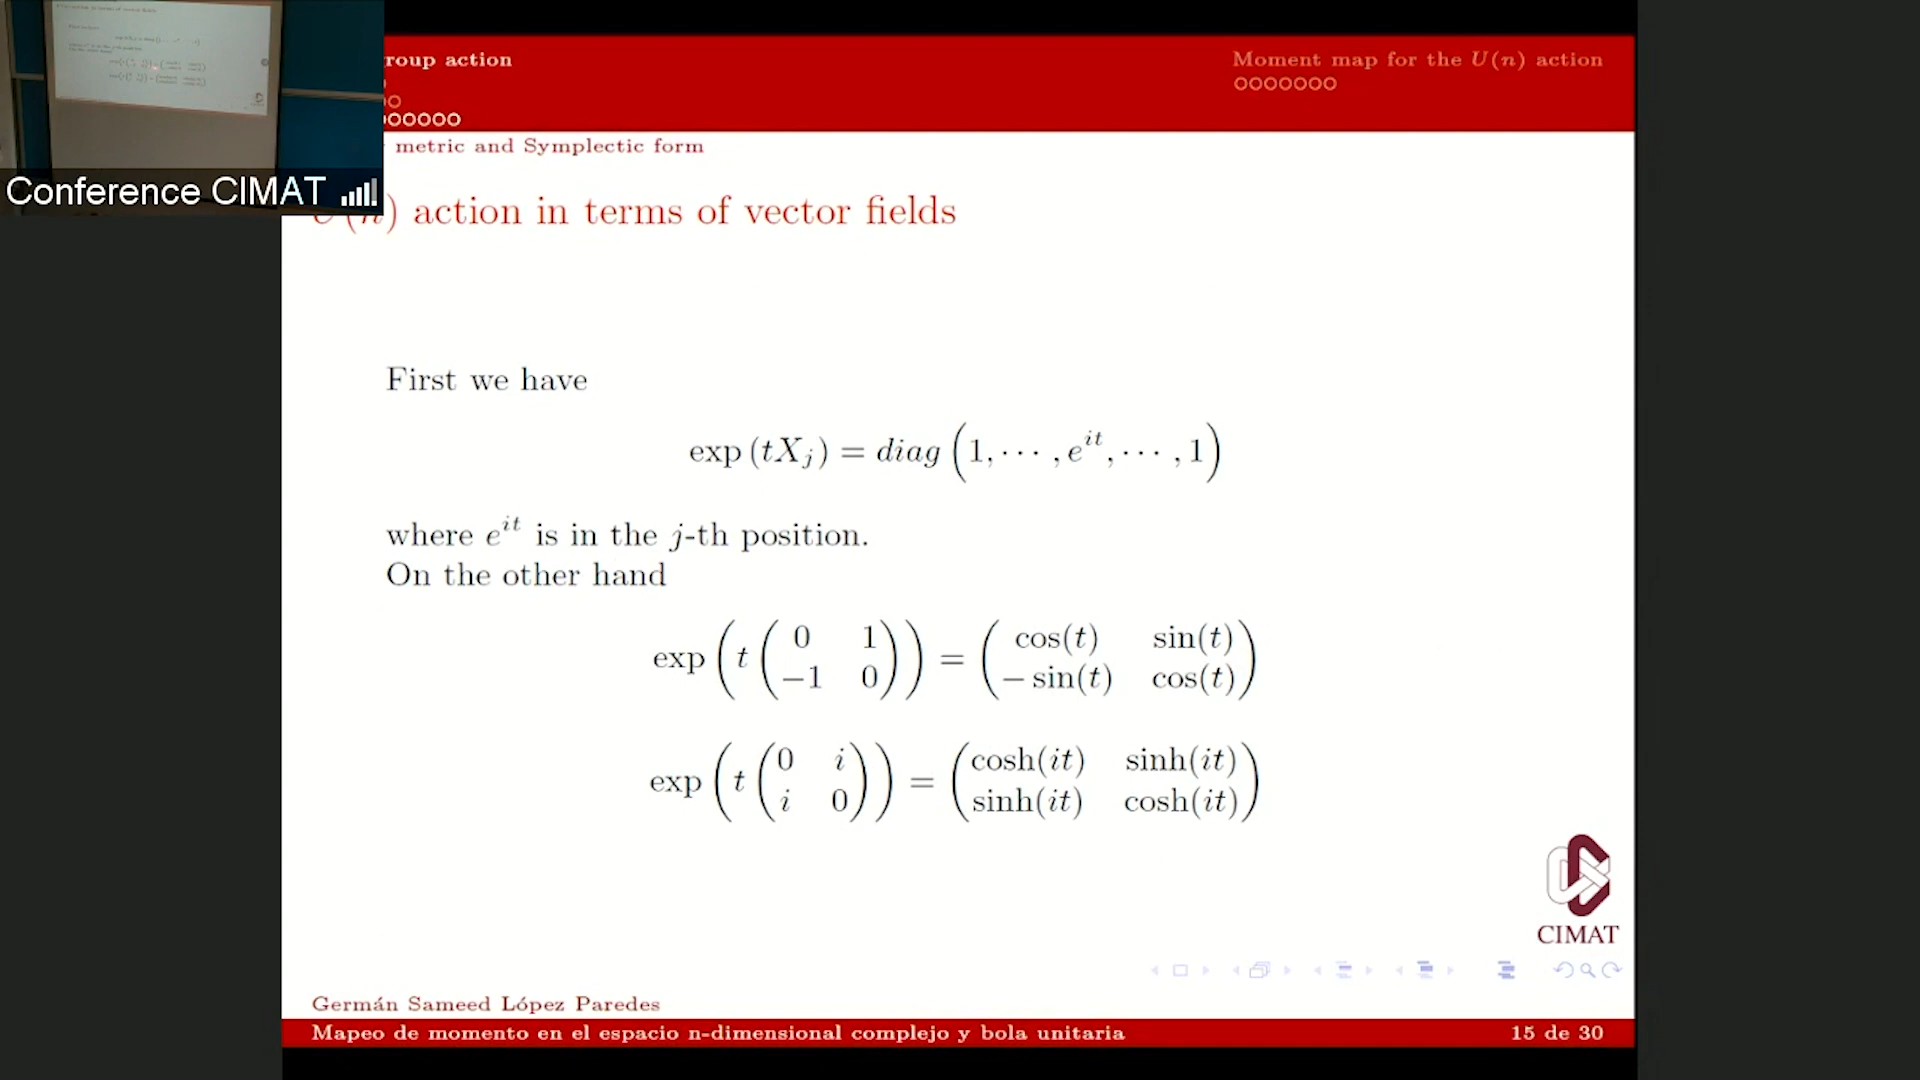 roup action
Moment map for the U(n) action
metric and Symplectic form
Conference CIMAT
action in terms of vector fields
First we have
exp (tX_j) = diag (1, ··· , e^{it}, ··· , 1)
where e^{it} is in the j-th position.
On the other hand
exp ( t ( 0 1 ; −1 0 ) ) = ( cos(t) sin(t) ; − sin(t) cos(t) )
exp ( t ( 0 i ; i 0 ) ) = ( cosh(it) sinh(it) ; sinh(it) cosh(it) )
CIMAT
Germán Sameed López Paredes
Mapeo de momento en el espacio n-dimensional complejo y bola unitaria 15 de 30